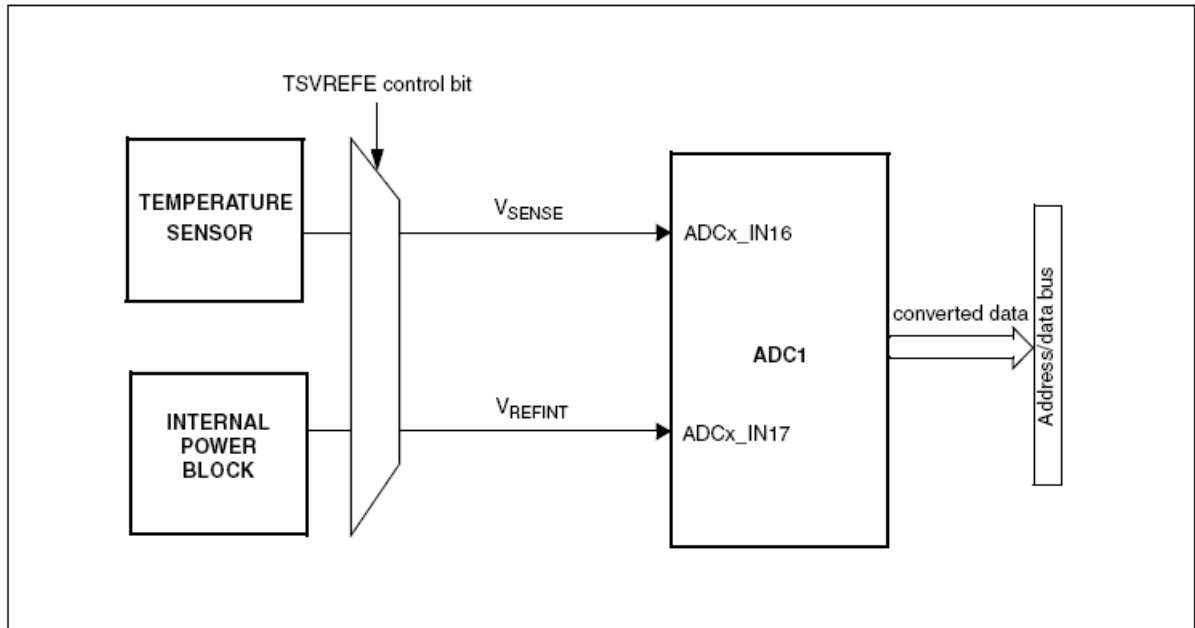 TSVREFE control bit
TEMPERATURE
SENSOR
VSENSE
ADCx_IN16
converted data
Address/data bus
ADC1
INTERNAL
POWER
BLOCK
VREFINT
ADCx_IN17